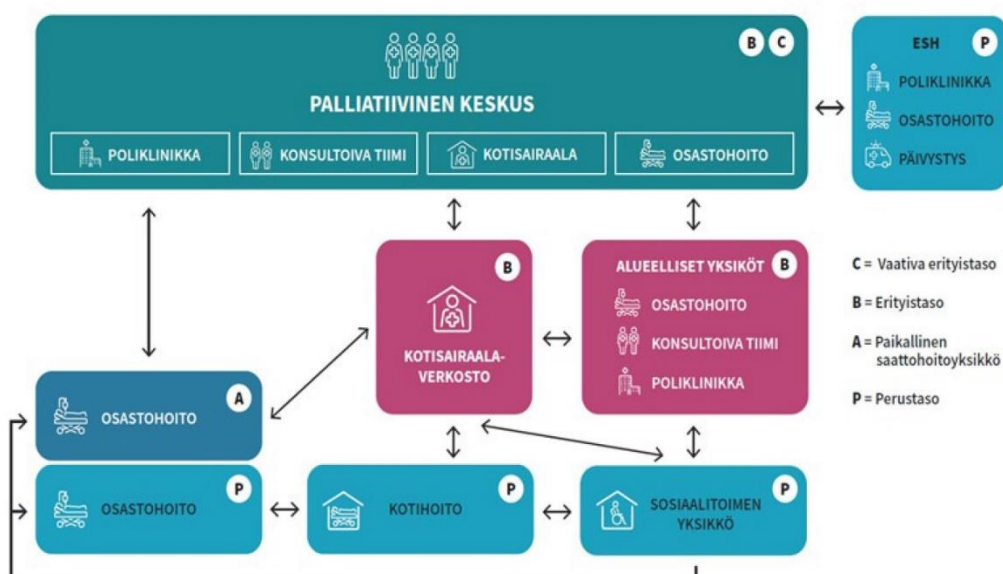 B C
PALLIATIIVINEN KESKUS
POLIKLINIKKA
KONSULTOIVA TIIMI
KOTISAIRAALA
OSASTOHOITO
ESH P
POLIKLINIKKA
OSASTOHOITO
PÄIVYSTYS
B
KOTISAIRAALA-
VERKOSTO
ALUEELLISET YKSIKÖT B
OSASTOHOITO
KONSULTOIVA TIIMI
POLIKLINIKKA
C = Vaativa erityistaso
B = Erityistaso
A = Paikallinen
saattohoitoyksikkö
P = Perustaso
OSASTOHOITO A
OSASTOHOITO P
KOTIHOITO P
SOSIAALITOIMEN P
YKSIKKÖ